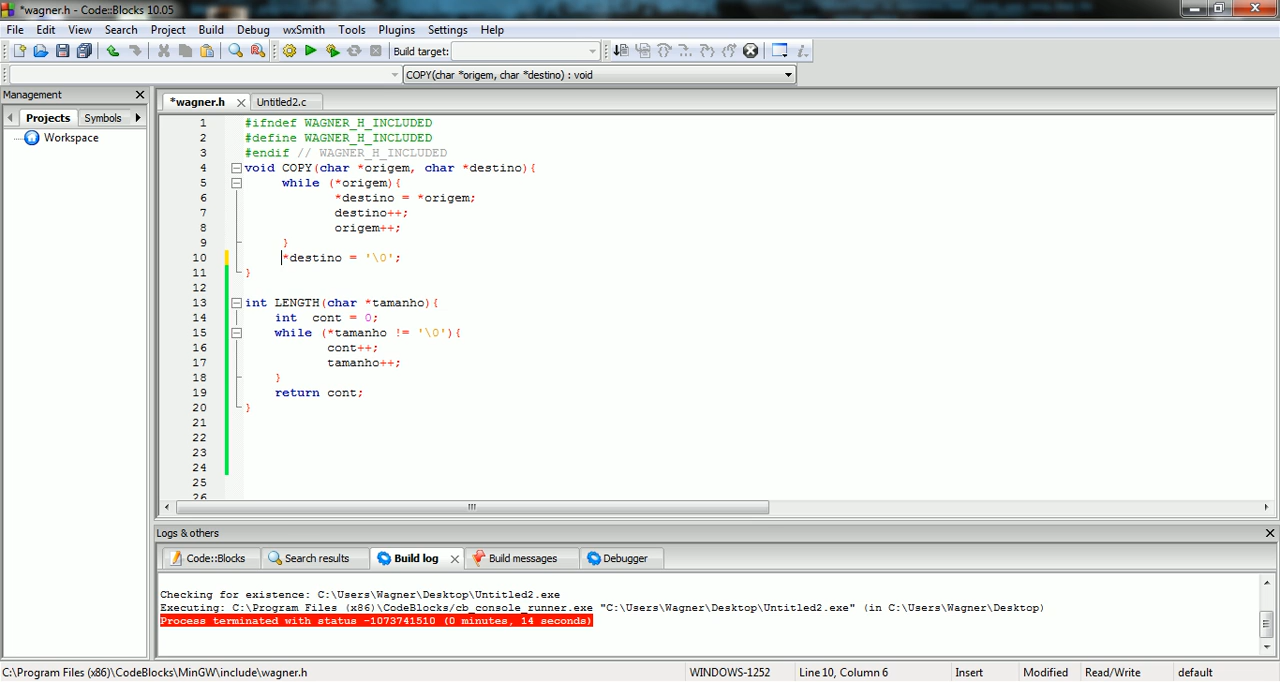 *wagner.h - Code::Blocks 10.05
File Edit View Search Project Build Debug wxSmith Tools Plugins Settings Help
Build target:
COPY(char *origem, char *destino) : void
Management
*wagner.h Untitled2.c
Projects Symbols
Workspace
1 #ifndef WAGNER_H_INCLUDED
2 #define WAGNER_H_INCLUDED
3 #endif // WAGNER_H_INCLUDED
4 void COPY(char *origem, char *destino){
5 while (*origem){
6 *destino = *origem;
7 destino++;
8 origem++;
9 }
10 *destino = '\0';
11 }
12
13 int LENGTH(char *tamanho){
14 int  cont = 0;
15 while (*tamanho != '\0'){
16 cont++;
17 tamanho++;
18 }
19 return cont;
20 }
21
22
23
24
25
26
Logs & others
Code::Blocks Search results Build log Build messages Debugger
Checking for existence: C:\Users\Wagner\Desktop\Untitled2.exe
Executing: C:\Program Files (x86)\CodeBlocks/cb_console_runner.exe "C:\Users\Wagner\Desktop\Untitled2.exe" (in C:\Users\Wagner\Desktop)
Process terminated with status -1073741510 (0 minutes, 14 seconds)
C:\Program Files (x86)\CodeBlocks\MinGW\include\wagner.h WINDOWS-1252 Line 10, Column 6 Insert Modified Read/Write default